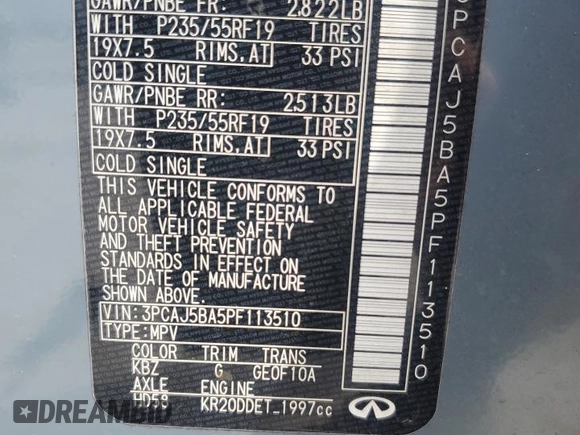 GAWR/PNBE FR: 2822LB
WITH P235/55RF19 TIRES
19X7.5 RIMS,AT 33 PSI
COLD SINGLE
GAWR/PNBE RR: 2513LB
WITH P235/55RF19 TIRES
19X7.5 RIMS,AT 33 PSI
COLD SINGLE
THIS VEHICLE CONFORMS TO
ALL APPLICABLE FEDERAL
MOTOR VEHICLE SAFETY
AND THEFT PREVENTION
STANDARDS IN EFFECT ON
THE DATE OF MANUFACTURE
SHOWN ABOVE.
VIN:3PCAJ5BA5PF113510
TYPE:MPV
COLOR TRIM TRANS
KBZ G GE0F10A
AXLE ENGINE
HD59 KR20DDET_1997cc
PCAJ5BA5PF113510
DREAMBID